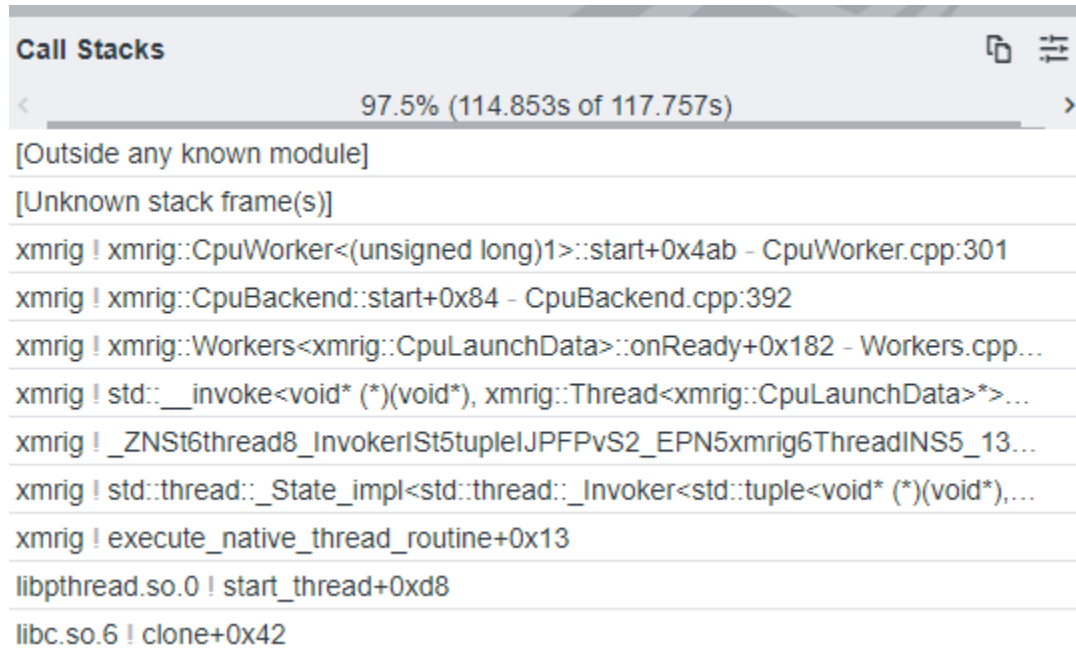 Call Stacks
97.5% (114.853s of 117.757s)
[Outside any known module]
[Unknown stack frame(s)]
xmrig ! xmrig::CpuWorker<(unsigned long)1>::start+0x4ab - CpuWorker.cpp:301
xmrig ! xmrig::CpuBackend::start+0x84 - CpuBackend.cpp:392
xmrig ! xmrig::Workers<xmrig::CpuLaunchData>::onReady+0x182 - Workers.cpp...
xmrig ! std::__invoke<void* (*)(void*), xmrig::Thread<xmrig::CpuLaunchData>*>...
xmrig ! _ZNSt6thread8_InvokerISt5tupleIJPFPvS2_EPN5xmrig6ThreadINS5_13...
xmrig ! std::thread::_State_impl<std::thread::_Invoker<std::tuple<void* (*)(void*),...
xmrig ! execute_native_thread_routine+0x13
libpthread.so.0 ! start_thread+0xd8
libc.so.6 ! clone+0x42